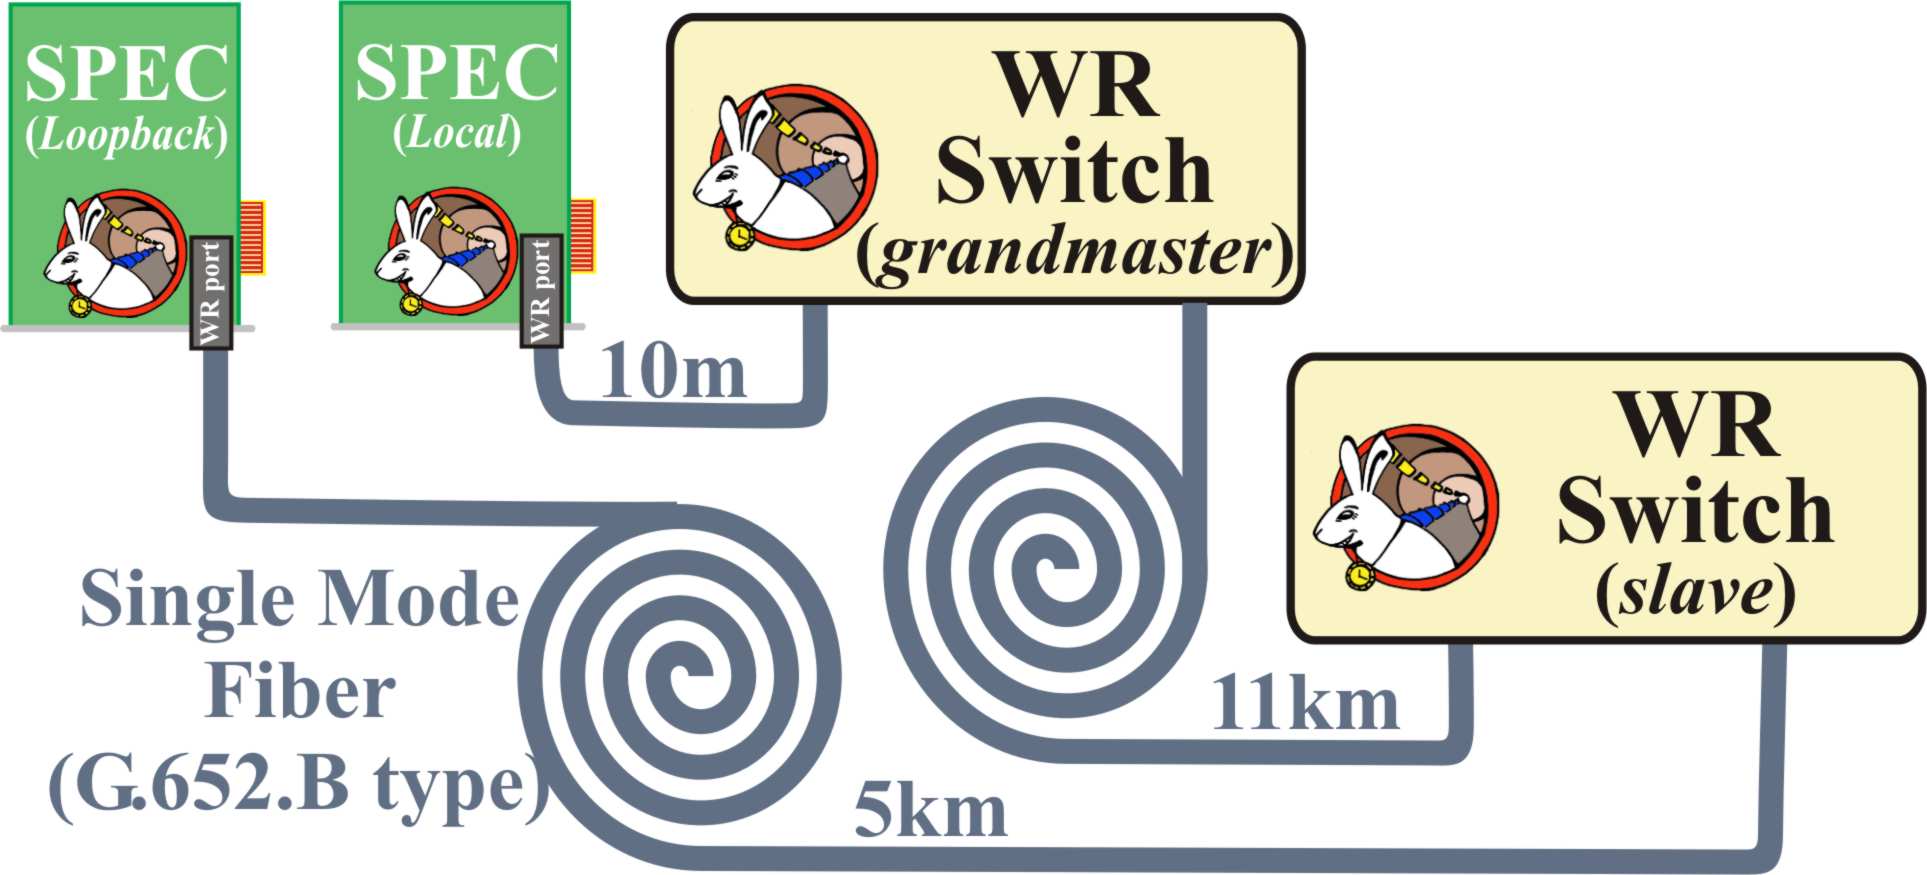 SPEC
(Loopback)
WR port
SPEC
(Local)
WR port
WR
Switch
(grandmaster)
10m
WR
Switch
(slave)
11km
Single Mode
Fiber
(G.652.B type)
5km